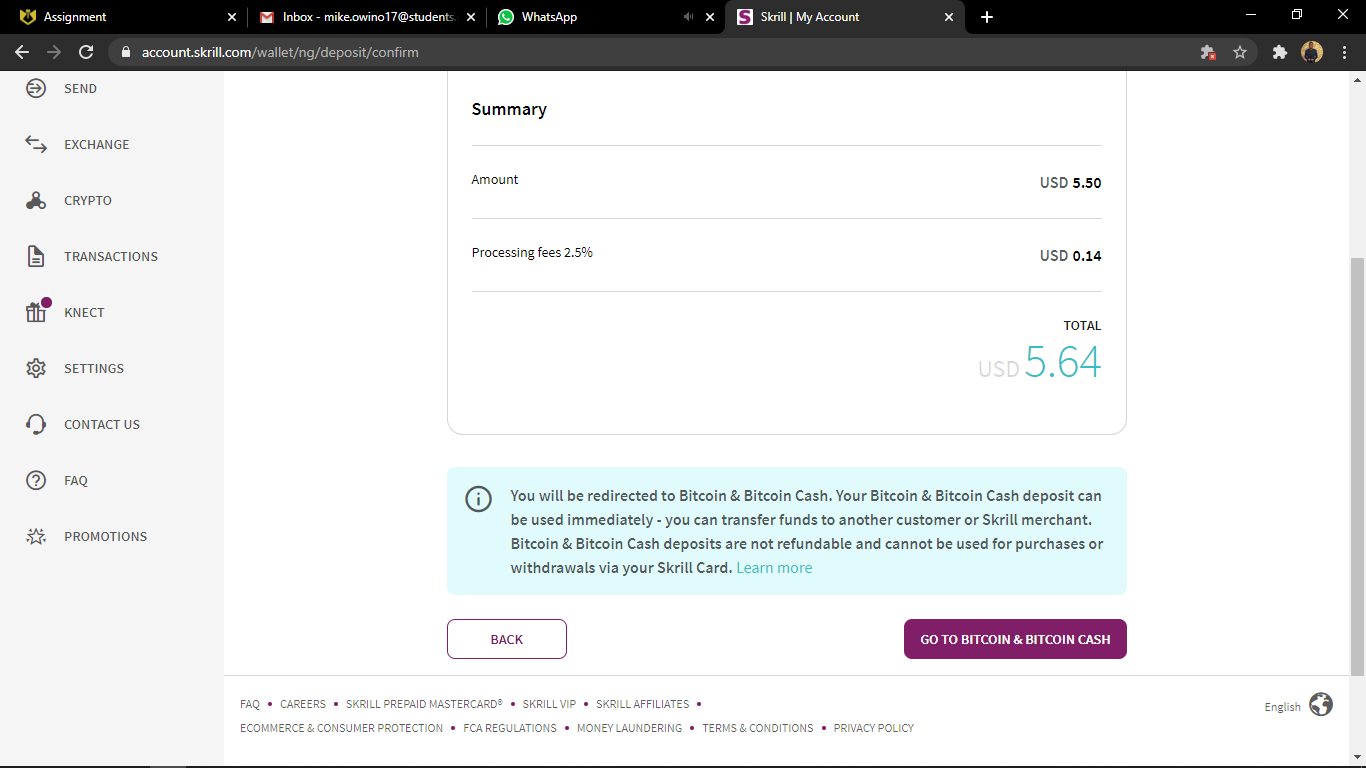 Assignment
Inbox - mike.owino17@students.
WhatsApp
Skrill | My Account
account.skrill.com/wallet/ng/deposit/confirm
SEND
EXCHANGE
CRYPTO
TRANSACTIONS
KNECT
SETTINGS
CONTACT US
FAQ
PROMOTIONS
Summary
Amount USD 5.50
Processing fees 2.5% USD 0.14
TOTAL
USD 5.64
You will be redirected to Bitcoin & Bitcoin Cash. Your Bitcoin & Bitcoin Cash deposit can
be used immediately - you can transfer funds to another customer or Skrill merchant.
Bitcoin & Bitcoin Cash deposits are not refundable and cannot be used for purchases or
withdrawals via your Skrill Card. Learn more
BACK
GO TO BITCOIN & BITCOIN CASH
FAQ • CAREERS • SKRILL PREPAID MASTERCARD® • SKRILL VIP • SKRILL AFFILIATES •
ECOMMERCE & CONSUMER PROTECTION • FCA REGULATIONS • MONEY LAUNDERING • TERMS & CONDITIONS • PRIVACY POLICY
English